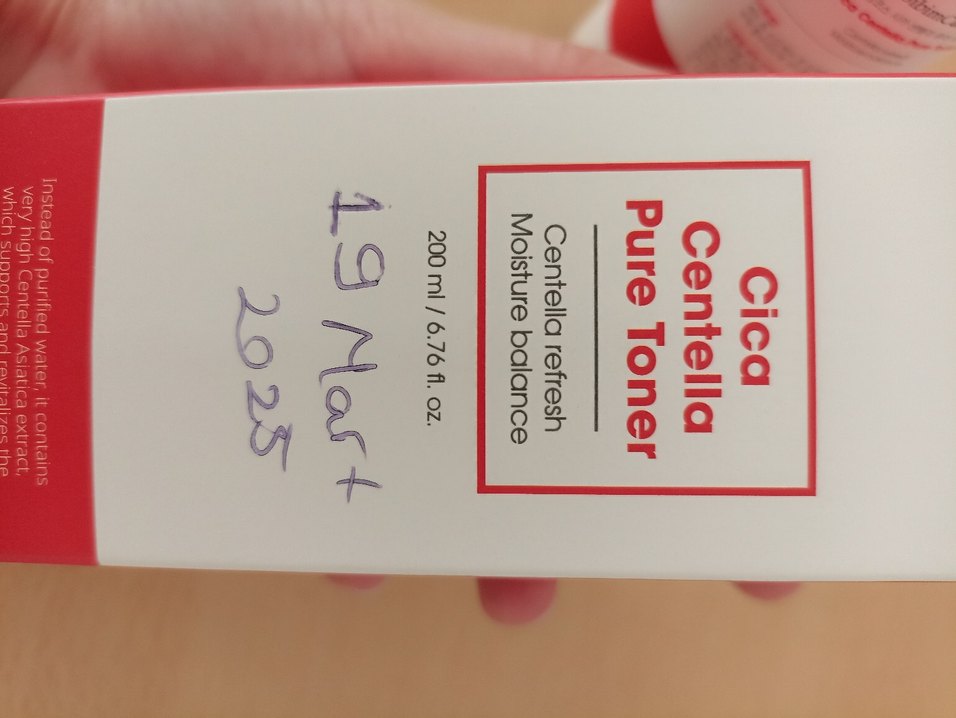 Cica
Centella
Pure Toner
Centella refresh
Moisture balance
200 ml / 6.76 fl. oz.
19 Mart
2025
Instead of purified water, it contains
very high Centella Asiatica extract,
which supports and revitalizes the